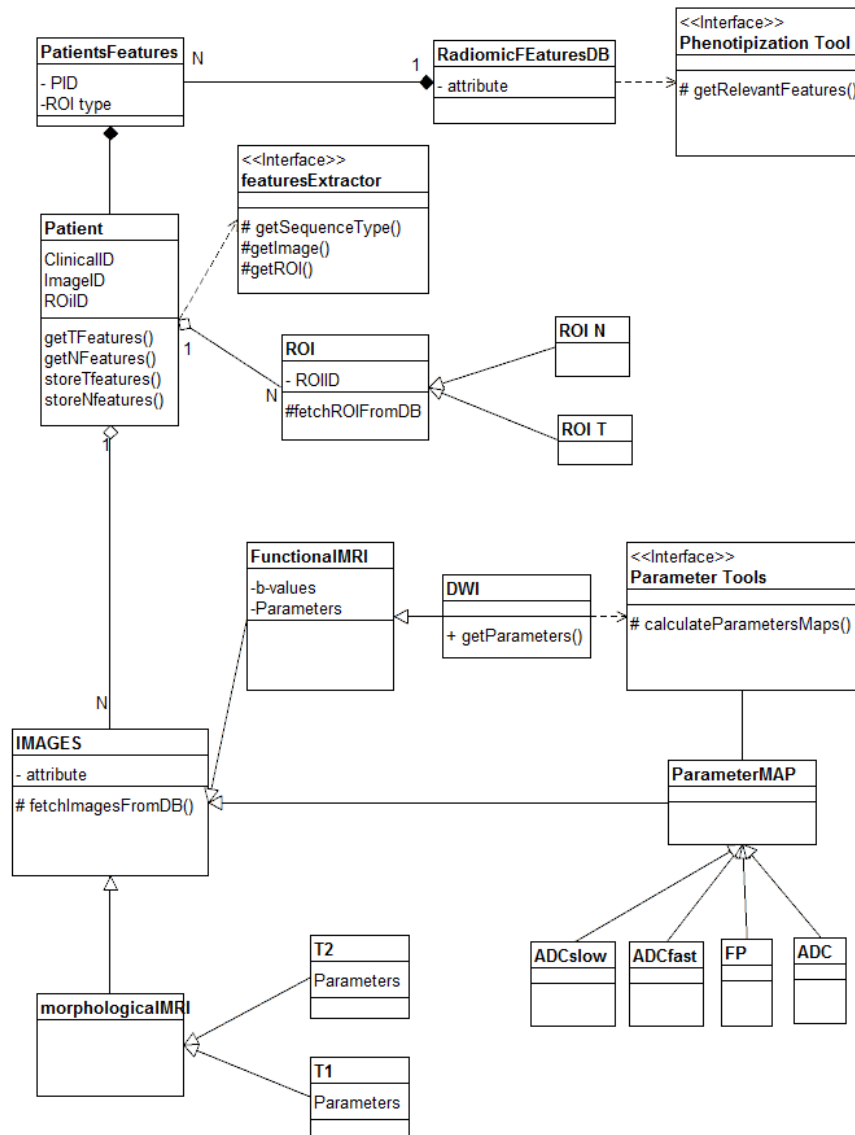 <<Interface>>
Phenotipization Tool
# getRelevantFeatures()
PatientsFeatures
- PID
-ROI type
N
1
RadiomicFEaturesDB
- attribute
<<Interface>>
featuresExtractor
# getSequenceType()
#getImage()
#getROI()
Patient
ClinicalID
ImageID
ROiID
getTFeatures()
getNFeatures()
storeTfeatures()
storeNfeatures()
1
N
ROI
- ROIID
#fetchROIFromDB
ROI N
ROI T
1
N
FunctionalMRI
-b-values
-Parameters
DWI
+ getParameters()
<<Interface>>
Parameter Tools
# calculateParametersMaps()
IMAGES
- attribute
# fetchImagesFromDB()
ParameterMAP
ADCslow
ADCfast
FP
ADC
morphologicalMRI
T2
Parameters
T1
Parameters